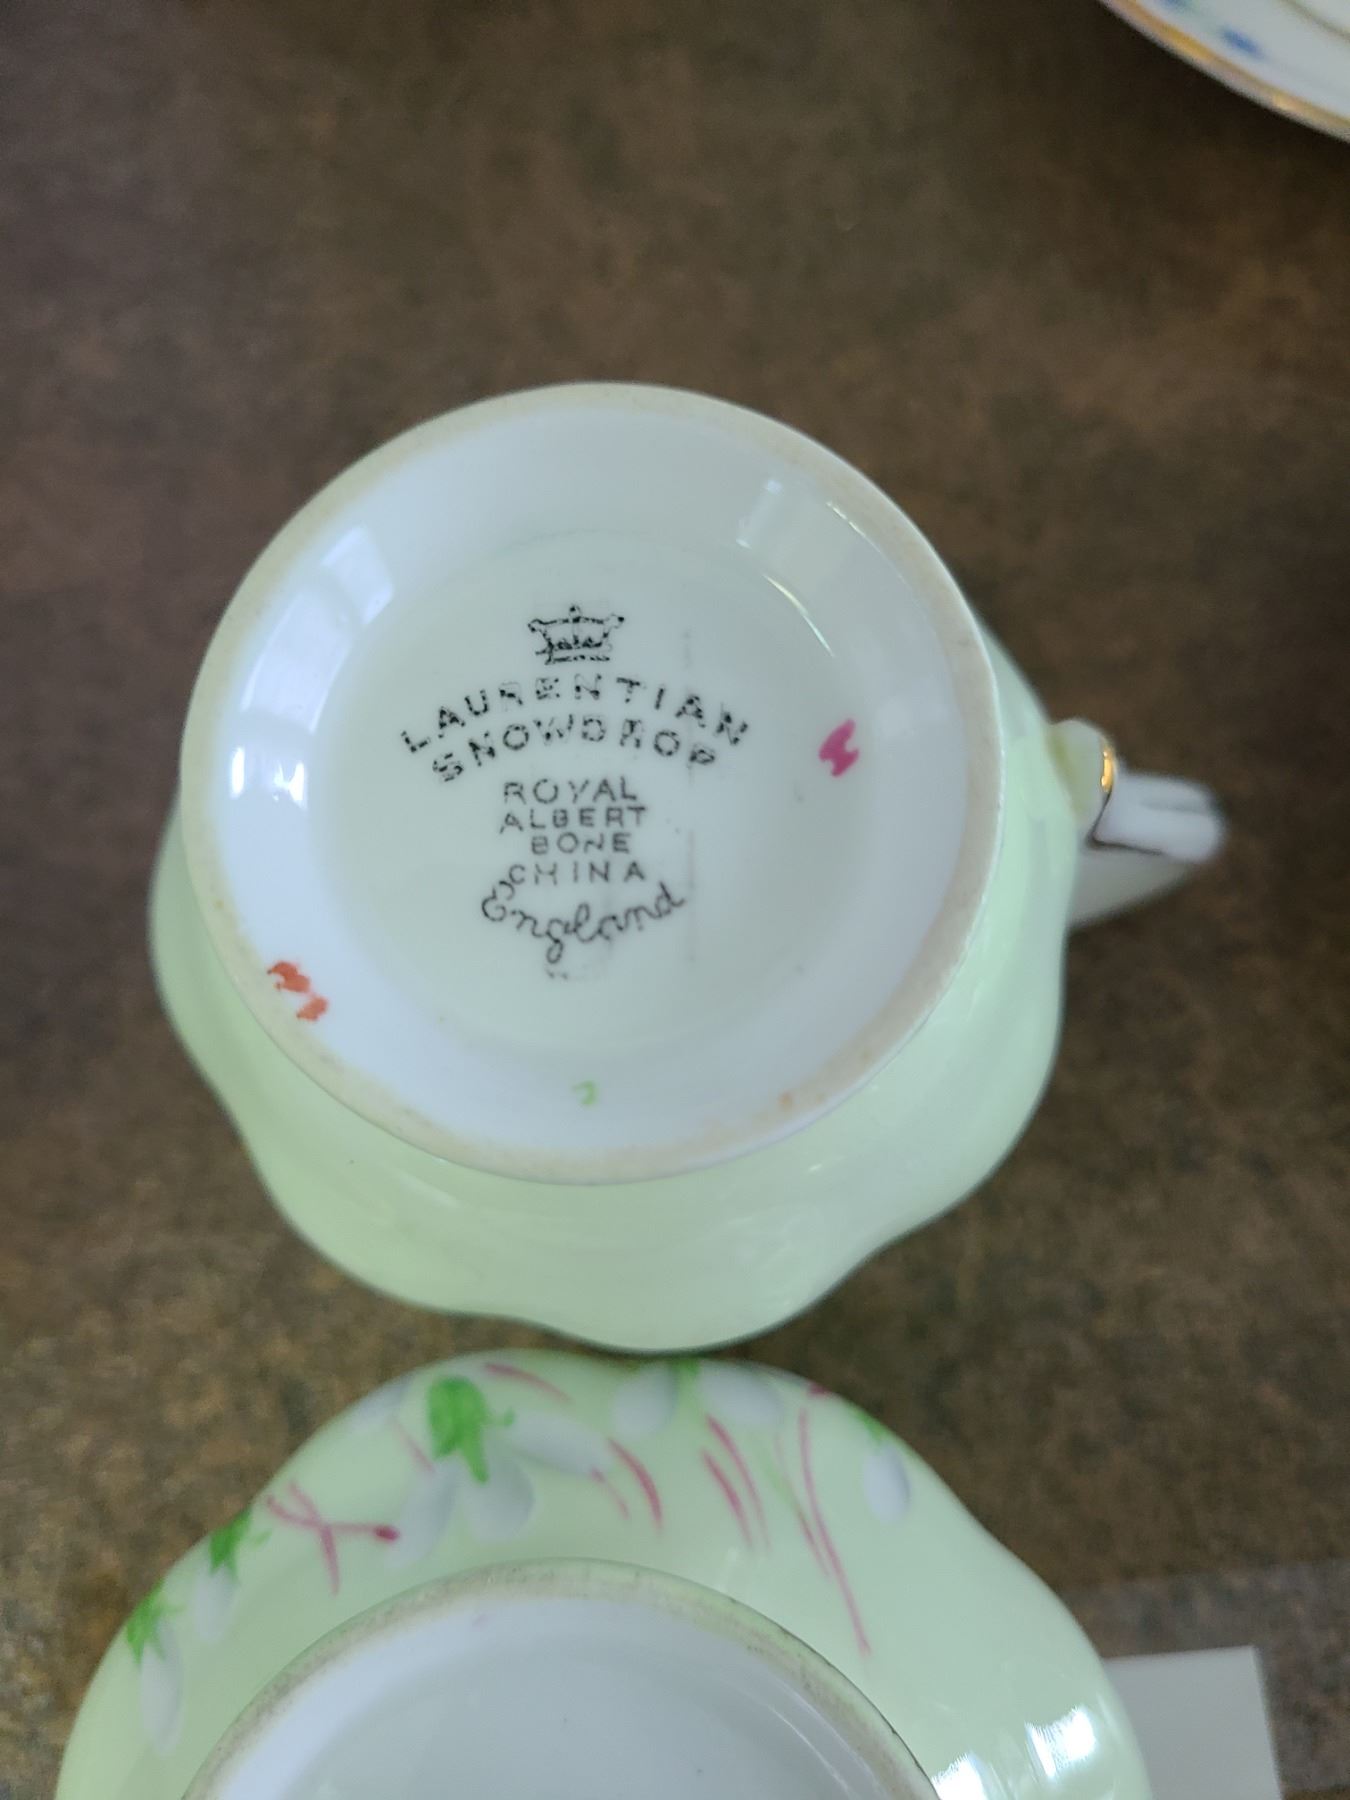 LAURENTIAN
SNOWDROP
ROYAL
ALBERT
BONE
CHINA
England